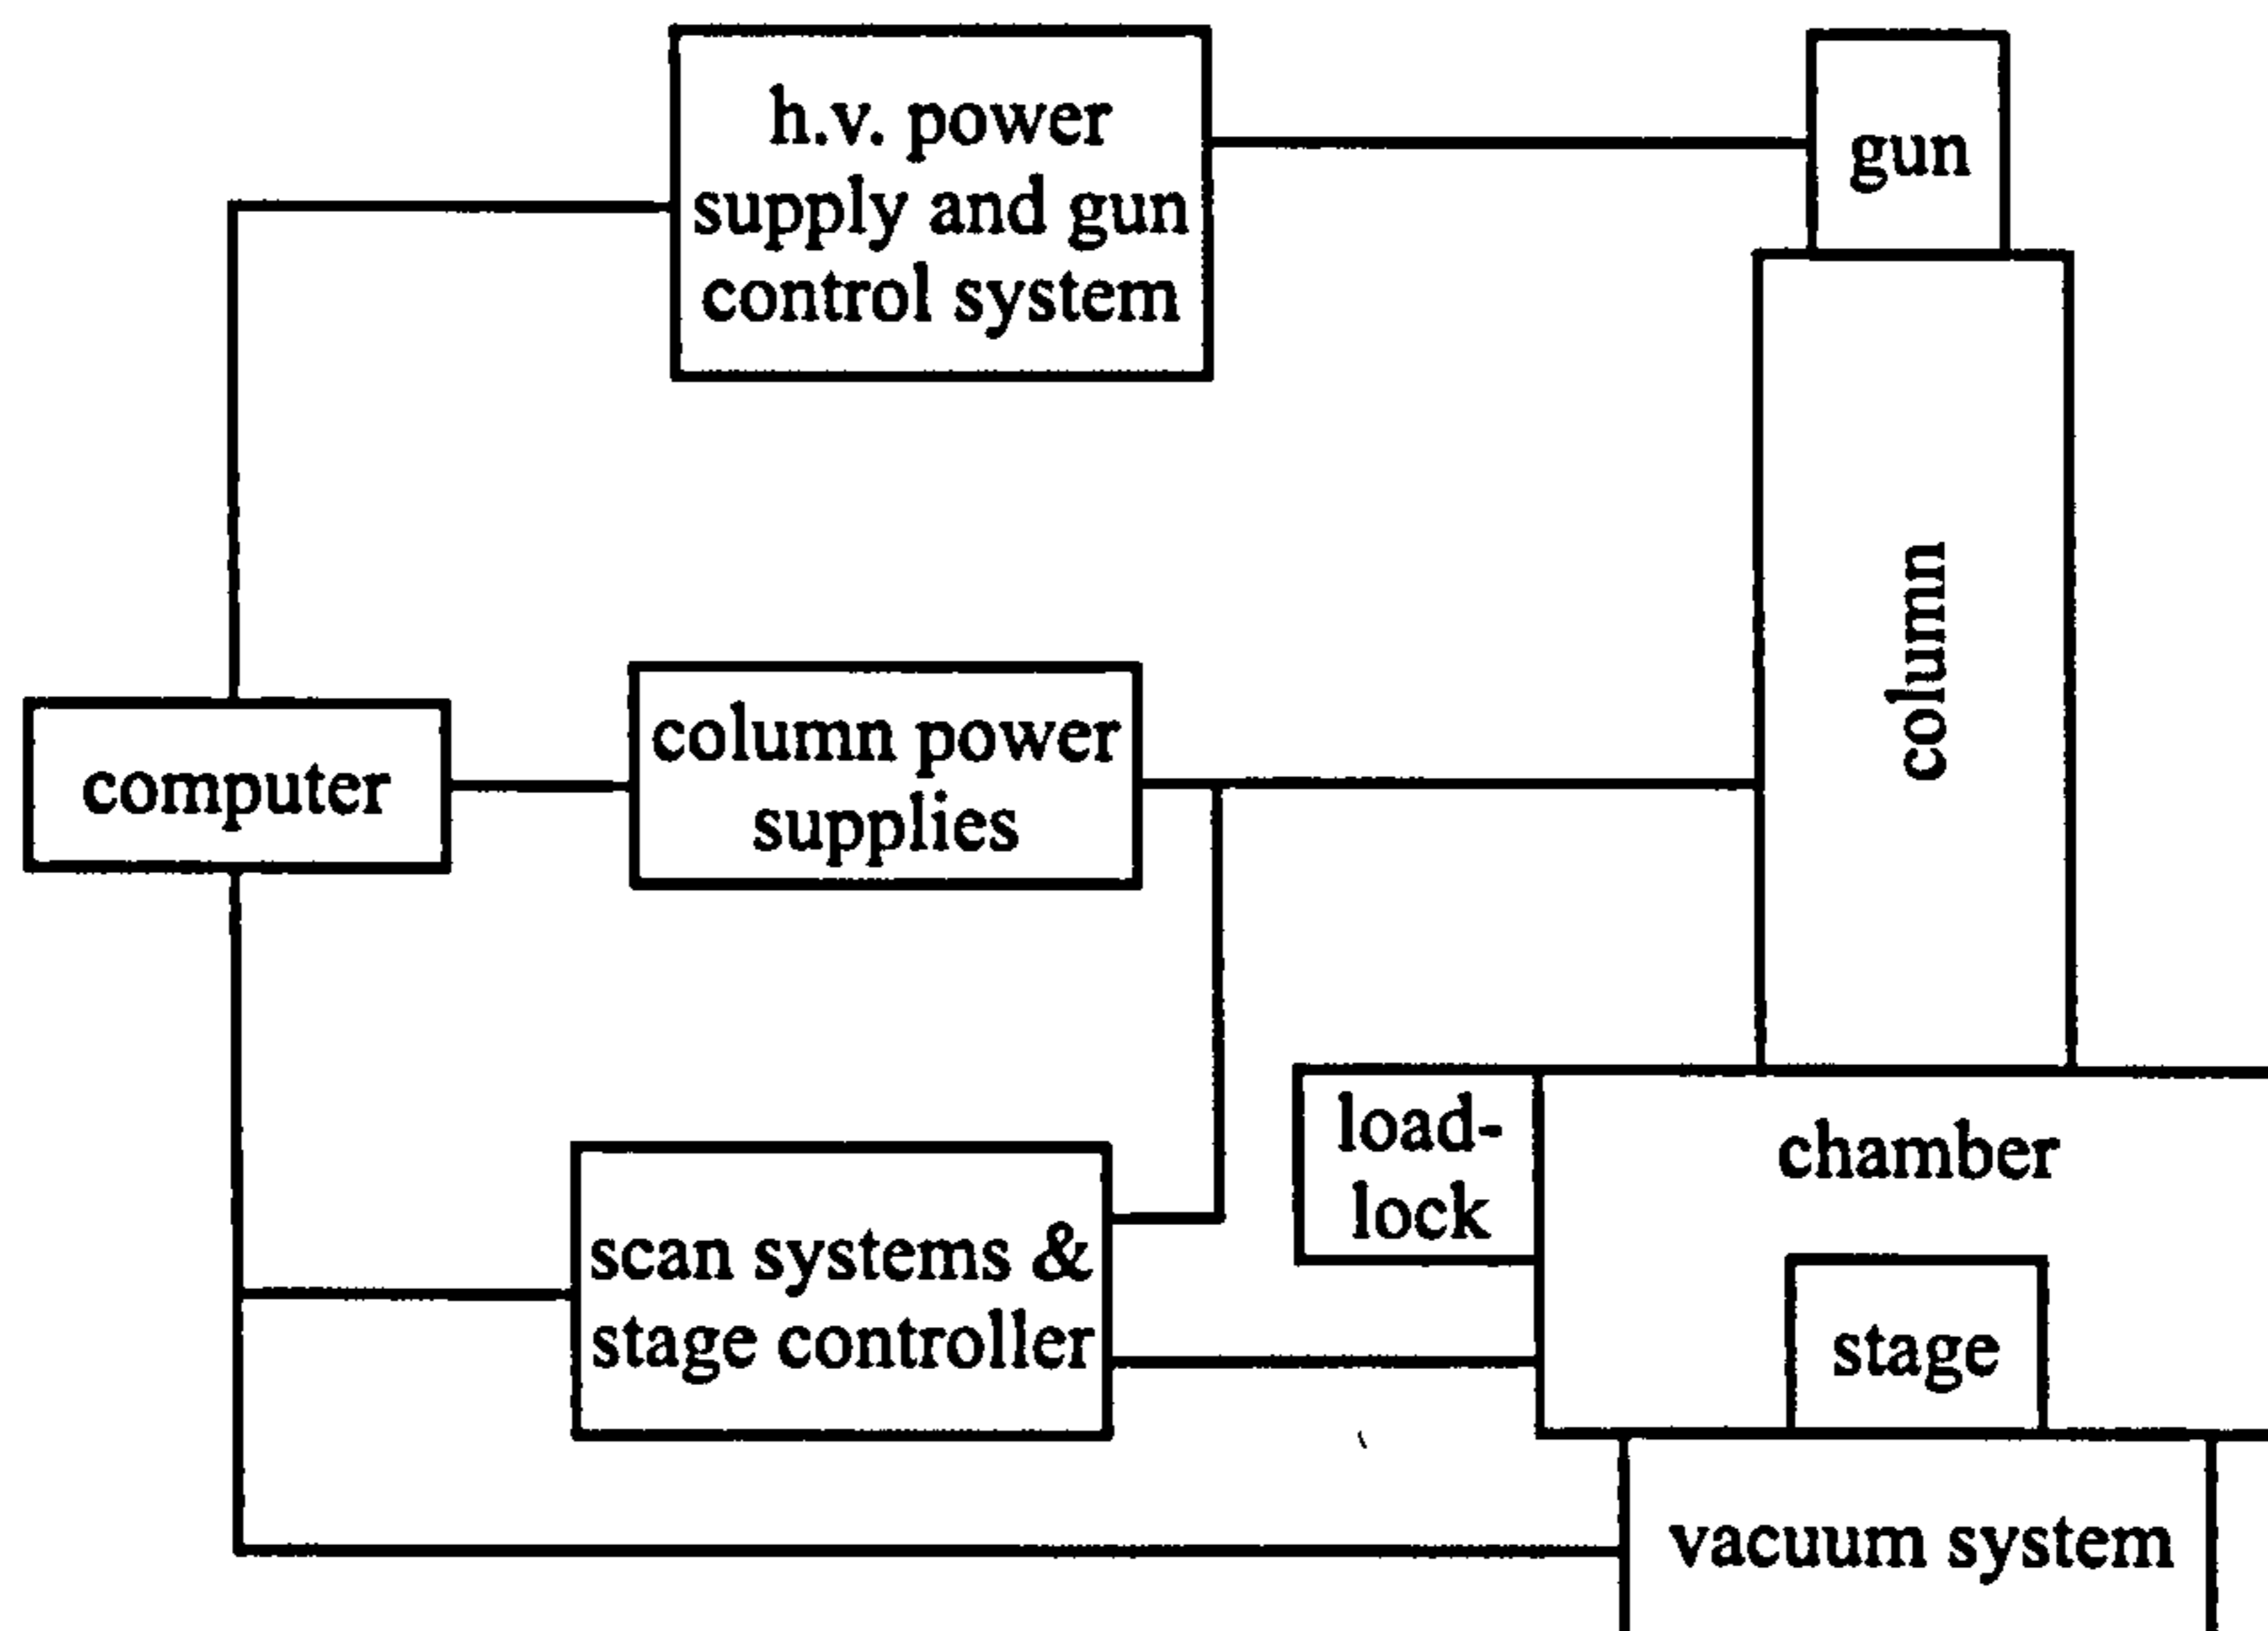 h.v. power
supply and gun
control system
gun
column
computer
column power
supplies
load-
lock
chamber
scan systems &
stage controller
stage
vacuum system